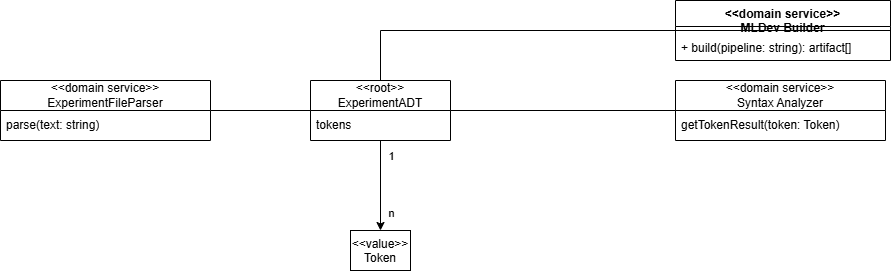 <<domain service>>
MLDev Builder
+ build(pipeline: string): artifact[]
<<domain service>>
ExperimentFileParser
parse(text: string)
<<root>>
ExperimentADT
tokens
<<domain service>>
Syntax Analyzer
getTokenResult(token: Token)
1
n
<<value>>
Token